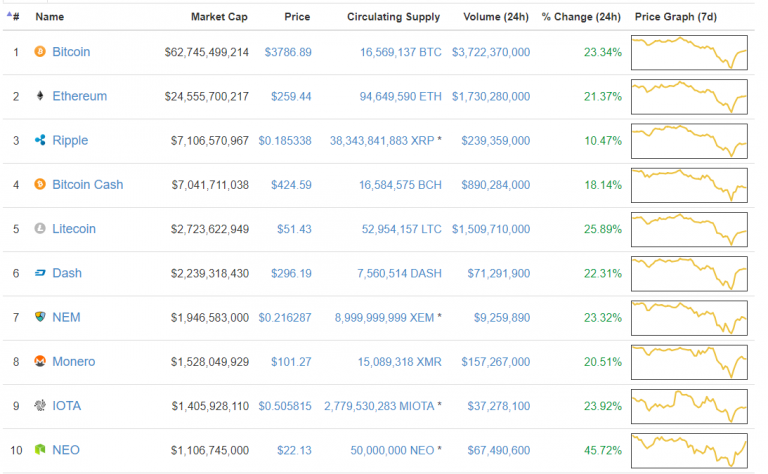 # Name Market Cap Price Circulating Supply Volume (24h) % Change (24h) Price Graph (7d)
1 Bitcoin $62,745,499,214 $3786.89 16,569,137 BTC $3,722,370,000 23.34%
2 Ethereum $24,555,700,217 $259.44 94,649,590 ETH $1,730,280,000 21.37%
3 Ripple $7,106,570,967 $0.185338 38,343,841,883 XRP * $239,359,000 10.47%
4 Bitcoin Cash $7,041,711,038 $424.59 16,584,575 BCH $890,284,000 18.14%
5 Litecoin $2,723,622,949 $51.43 52,954,157 LTC $1,509,710,000 25.89%
6 Dash $2,239,318,430 $296.19 7,560,514 DASH $71,291,900 22.31%
7 NEM $1,946,583,000 $0.216287 8,999,999,999 XEM * $9,259,890 23.32%
8 Monero $1,528,049,929 $101.27 15,089,318 XMR $157,267,000 20.51%
9 IOTA $1,405,928,110 $0.505815 2,779,530,283 MIOTA * $37,278,100 23.92%
10 NEO $1,106,745,000 $22.13 50,000,000 NEO * $67,490,600 45.72%